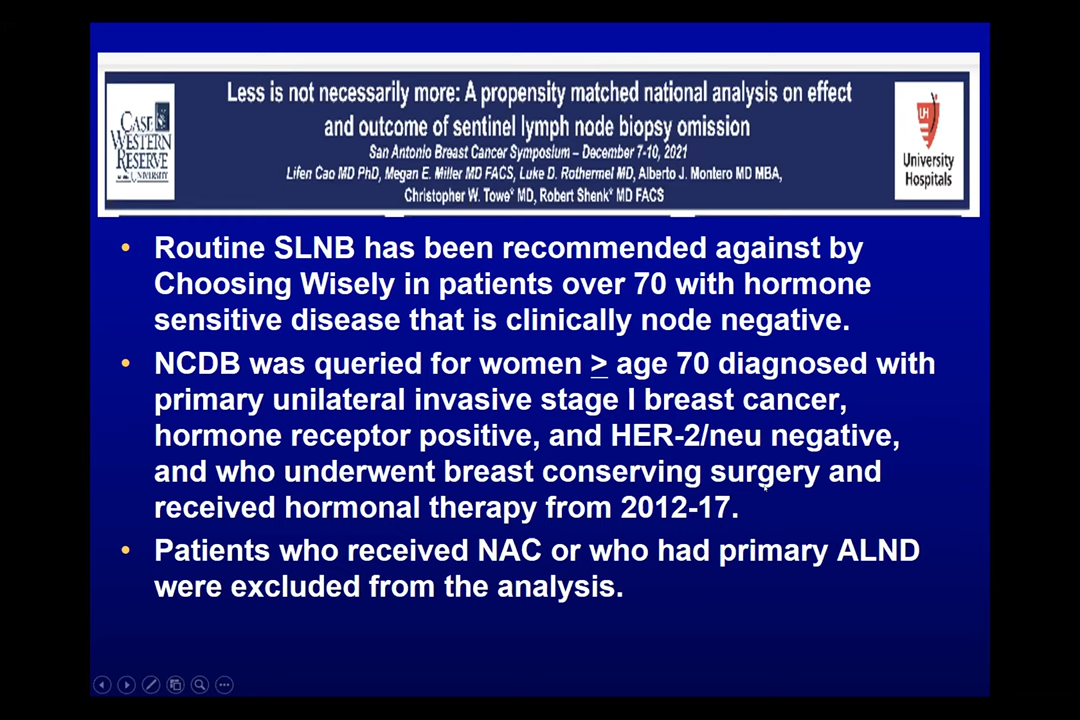 Less is not necessarily more: A propensity matched national analysis on effect
and outcome of sentinel lymph node biopsy omission
San Antonio Breast Cancer Symposium – December 7-10, 2021
Lifen Cao MD PhD, Megan E. Miller MD FACS, Luke D. Rothermel MD, Alberto J. Montero MD MBA,
Christopher W. Towe* MD, Robert Shenk* MD FACS
CASE
WESTERN
RESERVE
UNIVERSITY
UH
University
Hospitals
• Routine SLNB has been recommended against by
Choosing Wisely in patients over 70 with hormone
sensitive disease that is clinically node negative.
• NCDB was queried for women > age 70 diagnosed with
primary unilateral invasive stage I breast cancer,
hormone receptor positive, and HER-2/neu negative,
and who underwent breast conserving surgery and
received hormonal therapy from 2012-17.
• Patients who received NAC or who had primary ALND
were excluded from the analysis.